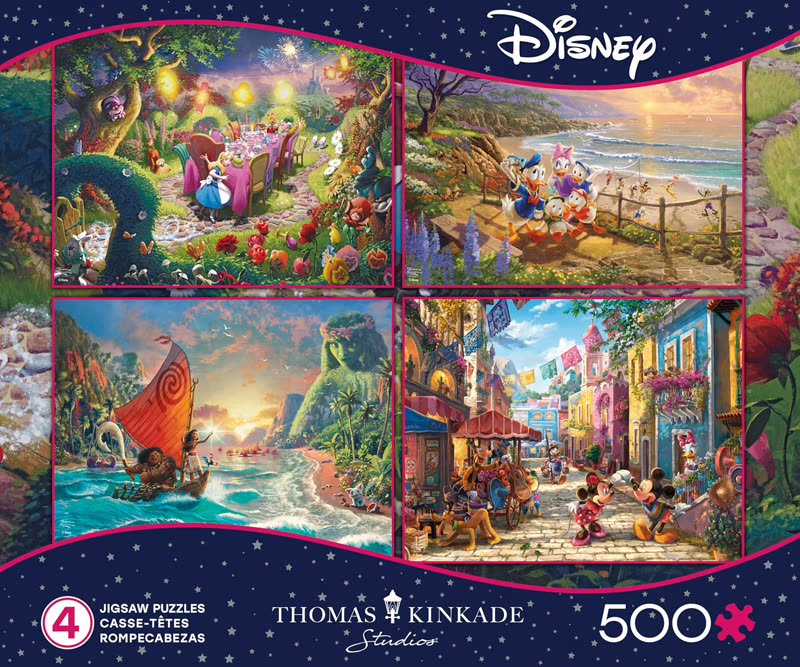 Disney
4
JIGSAW PUZZLES
CASSE-TÊTES
ROMPECABEZAS
THOMAS KINKADE
Studios
500